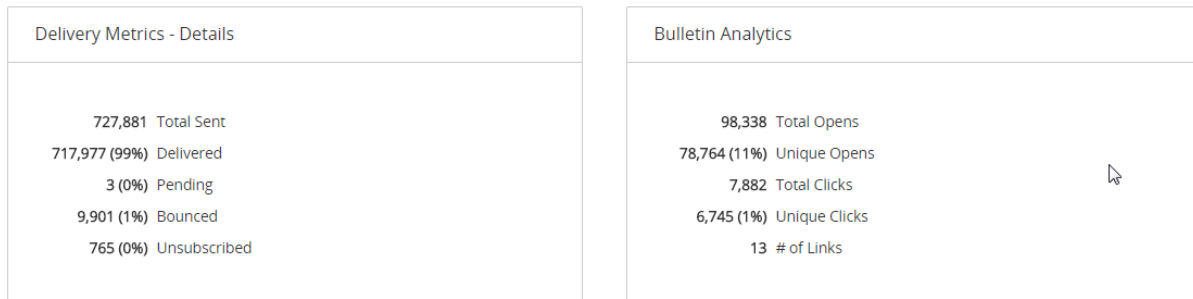 Delivery Metrics - Details
727,881 Total Sent
717,977 (99%) Delivered
3 (0%) Pending
9,901 (1%) Bounced
765 (0%) Unsubscribed
Bulletin Analytics
98,338 Total Opens
78,764 (11%) Unique Opens
7,882 Total Clicks
6,745 (1%) Unique Clicks
13 # of Links